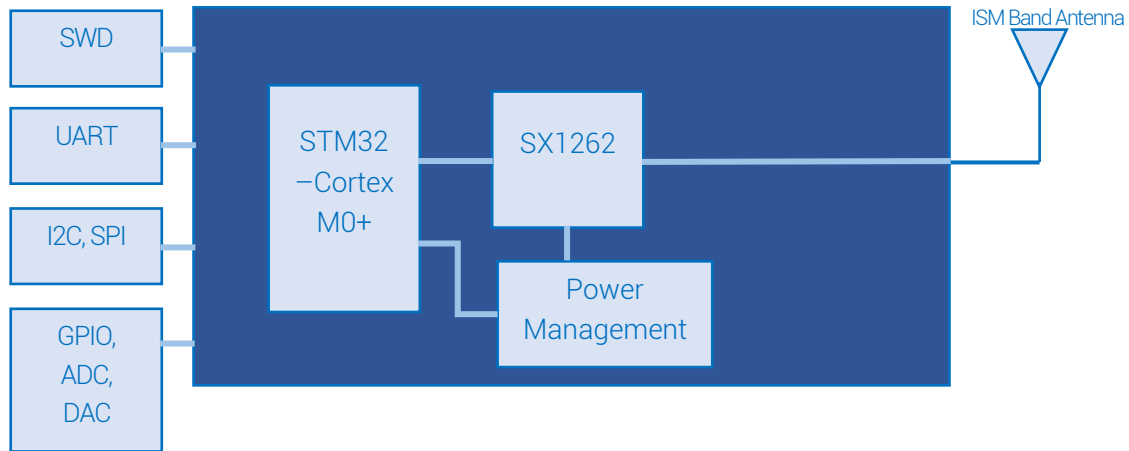 SWD
UART
I2C, SPI
GPIO,
ADC,
DAC
STM32
–Cortex
M0+
SX1262
Power
Management
ISM Band Antenna